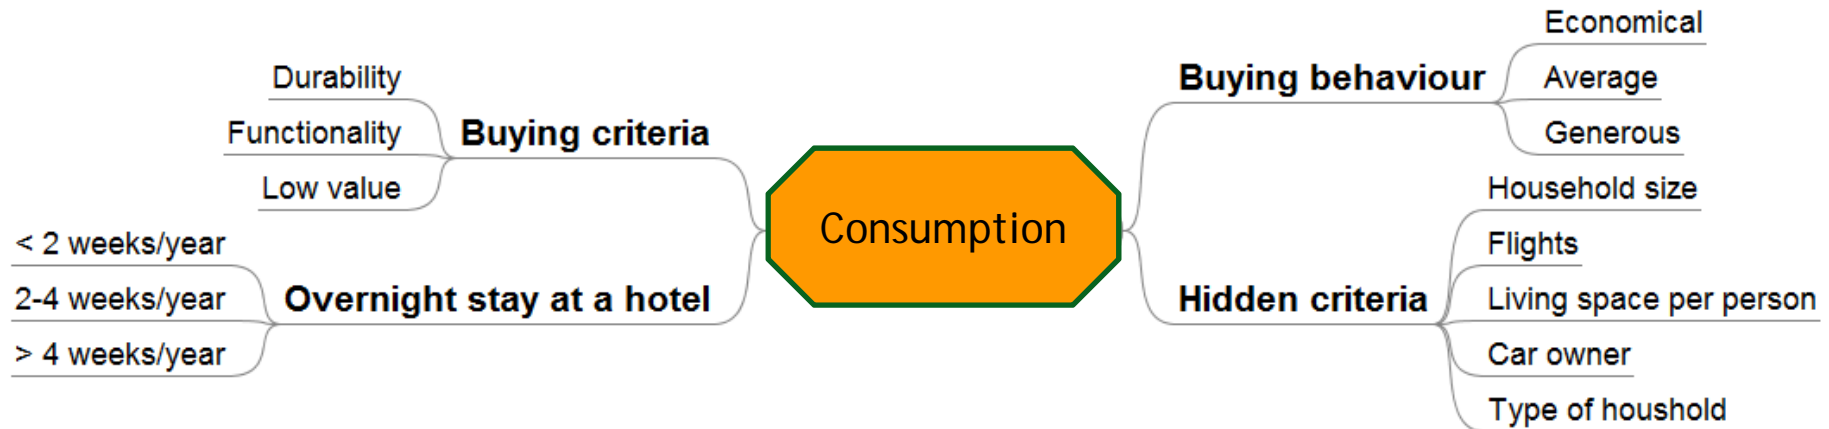 Durability
Functionality
Low value
Buying criteria
< 2 weeks/year
2-4 weeks/year
> 4 weeks/year
Overnight stay at a hotel
Consumption
Buying behaviour
Economical
Average
Generous
Hidden criteria
Household size
Flights
Living space per person
Car owner
Type of houshold